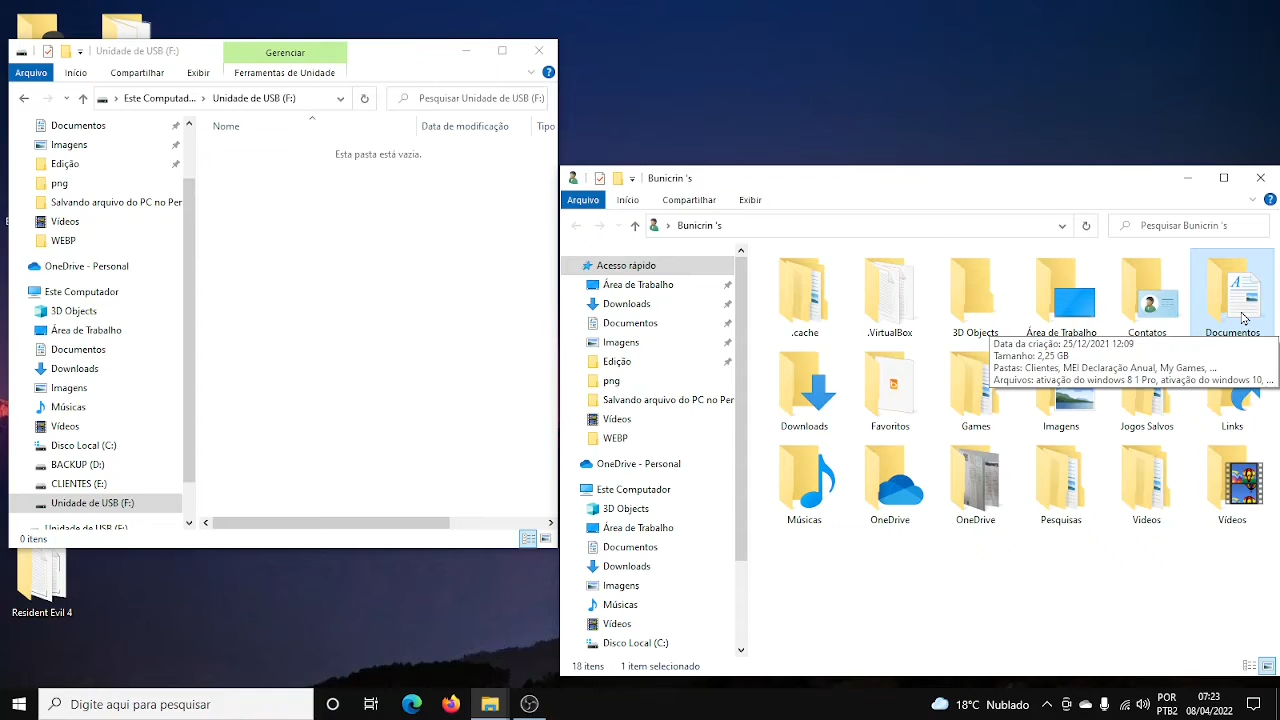 Unidade de USB (F:)
Gerenciar
Arquivo
Início
Compartilhar
Exibir
Ferramentas de Unidade
Este Computad...
Unidade de USB (F:)
Pesquisar Unidade de USB (F:)
Nome
Data de modificação
Tipo
Esta pasta está vazia.
Documentos
Imagens
Edição
png
Salvando arquivo do PC no Per
Vídeos
WEBP
OneDrive - Personal
Este Computador
3D Objects
Área de Trabalho
Documentos
Downloads
Imagens
Músicas
Vídeos
Disco Local (C:)
BACKUP (D:)
CLIENTES (E:)
Unidade de USB (F:)
Unidade de USB (F:)
0 itens
Resident Evil 4
Bunicrin 's
Arquivo
Início
Compartilhar
Exibir
Bunicrin 's
Pesquisar Bunicrin 's
Acesso rápido
Área de Trabalho
Downloads
Documentos
Imagens
Edição
png
Salvando arquivo do PC no Per
Vídeos
WEBP
OneDrive - Personal
Este Computador
3D Objects
Área de Trabalho
Documentos
Downloads
Imagens
Músicas
Vídeos
Disco Local (C:)
.cache
.VirtualBox
3D Objects
Área de Trabalho
Contatos
Documentos
Data da criação: 25/12/2021 12:09
Tamanho: 2,25 GB
Pastas: Clientes, MEI Declaração Anual, My Games, ...
Arquivos: ativação do windows 8 1 Pro, ativação do windows 10, ...
Downloads
Favoritos
Games
Imagens
Jogos Salvos
Links
Músicas
OneDrive
OneDrive
Pesquisas
Videos
Vídeos
18 itens
1 item selecionado
Digite aqui para pesquisar
18°C Nublado
POR
PTB2
07:23
08/04/2022